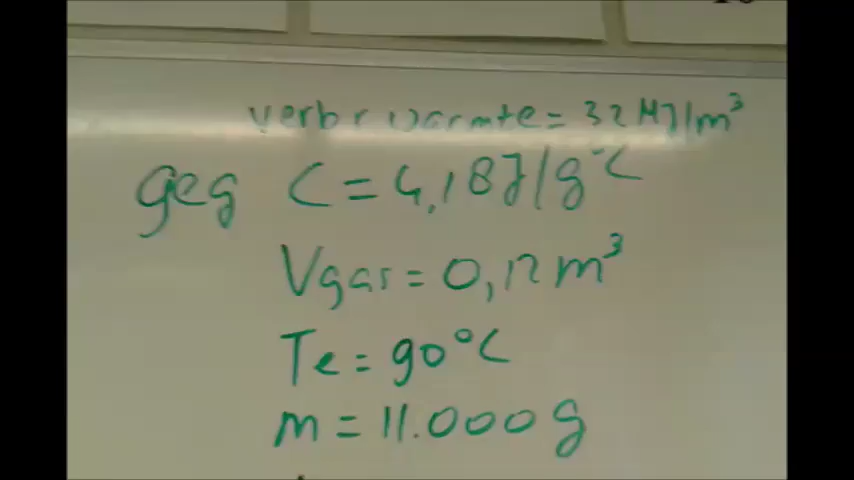 verbr warmte = 32 MJ/m³
geg C = 4,18 J/g°C
Vgas = 0,12 m³
Te = 90°C
m = 11.000 g